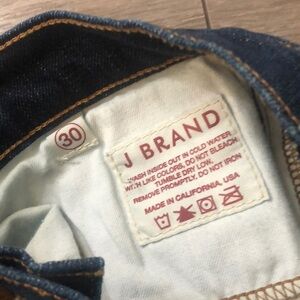 30
J BRAND
WASH INSIDE OUT IN COLD WATER
WITH LIKE COLORS, DO NOT BLEACH
TUMBLE DRY LOW.
REMOVE PROMPTLY, DO NOT IRON
MADE IN CALIFORNIA, USA